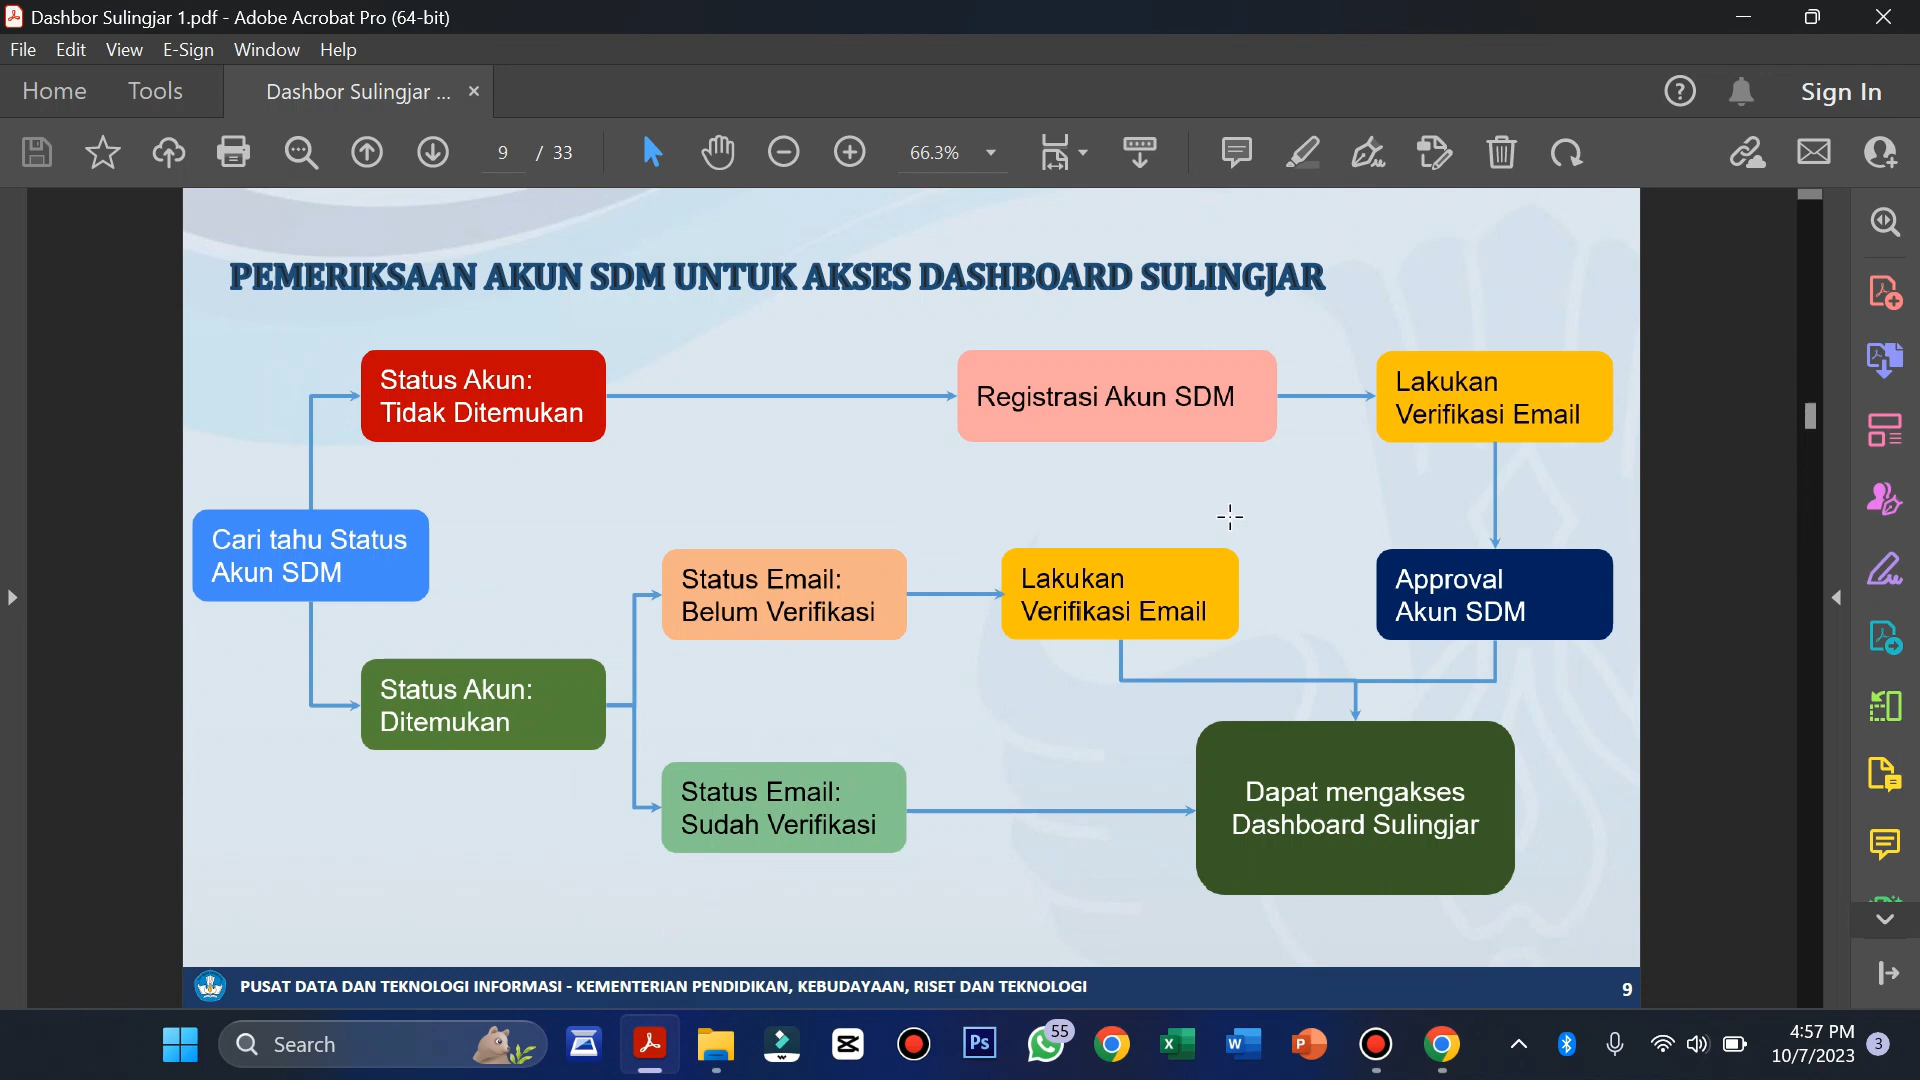 Dashbor Sulingjar 1.pdf - Adobe Acrobat Pro (64-bit)
File Edit View E-Sign Window Help
Home Tools Dashbor Sulingjar ... × Sign In
9 / 33 66.3%
PEMERIKSAAN AKUN SDM UNTUK AKSES DASHBOARD SULINGJAR
Status Akun:
Tidak Ditemukan
Registrasi Akun SDM
Lakukan
Verifikasi Email
Cari tahu Status
Akun SDM
Status Email:
Belum Verifikasi
Lakukan
Verifikasi Email
Approval
Akun SDM
Status Akun:
Ditemukan
Status Email:
Sudah Verifikasi
Dapat mengakses
Dashboard Sulingjar
PUSAT DATA DAN TEKNOLOGI INFORMASI - KEMENTERIAN PENDIDIKAN, KEBUDAYAAN, RISET DAN TEKNOLOGI
9
Search
Ps
55
X
W
P
4:57 PM
10/7/2023
3